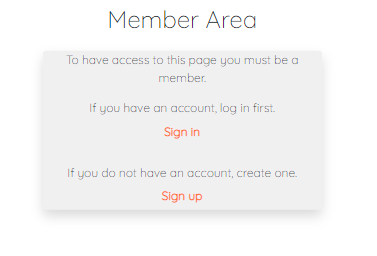 Member Area
To have access to this page you must be a
member.
If you have an account, log in first.
Sign in
If you do not have an account, create one.
Sign up